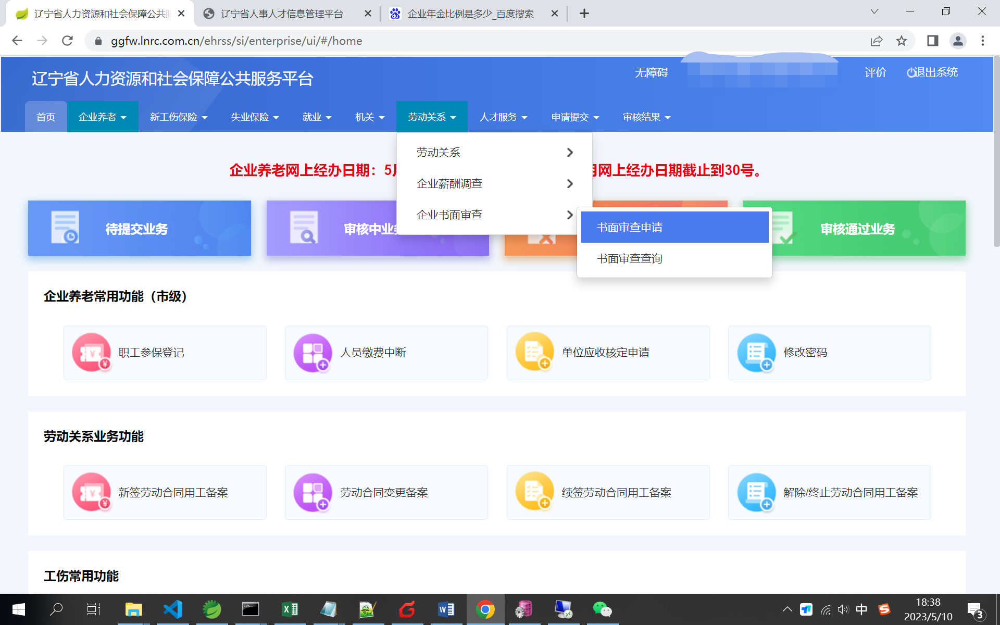 辽宁省人力资源和社会保障公共服
辽宁省人事人才信息管理平台
企业年金比例是多少_百度搜索
ggfw.lnrc.com.cn/ehrss/si/enterprise/ui/#/home
辽宁省人力资源和社会保障公共服务平台
无障碍
评价
退出系统
首页
企业养老
新工伤保险
失业保险
就业
机关
劳动关系
人才服务
申请提交
审核结果
劳动关系
企业薪酬调查
企业书面审查
书面审查申请
书面审查查询
企业养老网上经办日期：5
网上经办日期截止到30号。
待提交业务
审核中业
审核通过业务
企业养老常用功能（市级）
职工参保登记
人员缴费中断
单位应收核定申请
修改密码
劳动关系业务功能
新签劳动合同用工备案
劳动合同变更备案
续签劳动合同用工备案
解除/终止劳动合同用工备案
工伤常用功能
中
18:38
2023/5/10
3